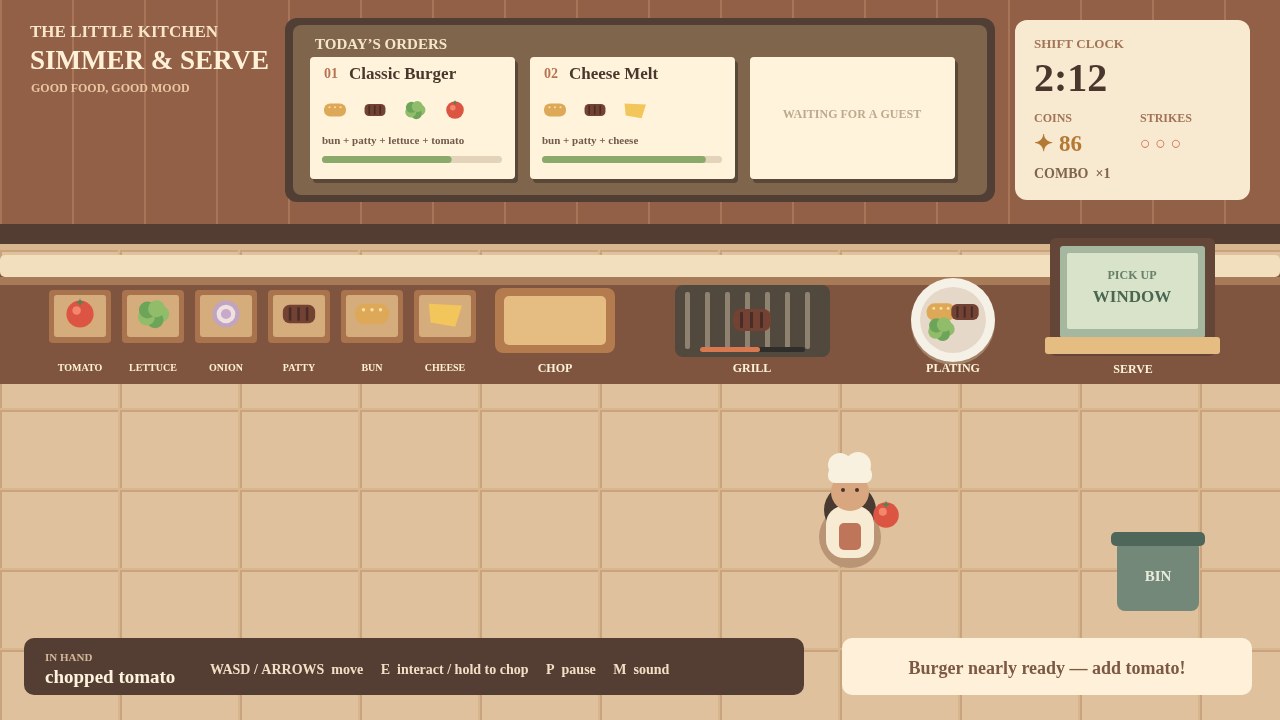 THE LITTLE KITCHEN
SIMMER & SERVE
GOOD FOOD, GOOD MOOD
TODAY’S ORDERS
01 Classic Burger
bun + patty + lettuce + tomato
02 Cheese Melt
bun + patty + cheese
WAITING FOR A GUEST
SHIFT CLOCK
2:12
COINS STRIKES
✦ 86 ○ ○ ○
COMBO ×1
PICK UP
WINDOW
TOMATO LETTUCE ONION PATTY BUN CHEESE CHOP GRILL PLATING SERVE
BIN
IN HAND
chopped tomato
WASD / ARROWS move E interact / hold to chop P pause M sound
Burger nearly ready — add tomato!